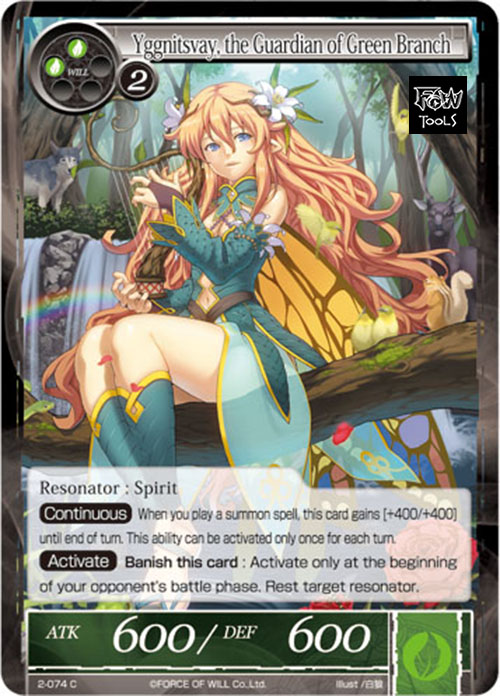 Yggnitsvay, the Guardian of Green Branch
WILL
2
FOW
TOOLS
Resonator : Spirit
Continuous When you play a summon spell, this card gains [+400/+400]
until end of turn. This ability can be activated only once for each turn.
Activate Banish this card : Activate only at the beginning
of your opponent's battle phase. Rest target resonator.
ATK 600 / DEF 600
2-074 C ©FORCE OF WILL Co.,Ltd. Illust /白狼